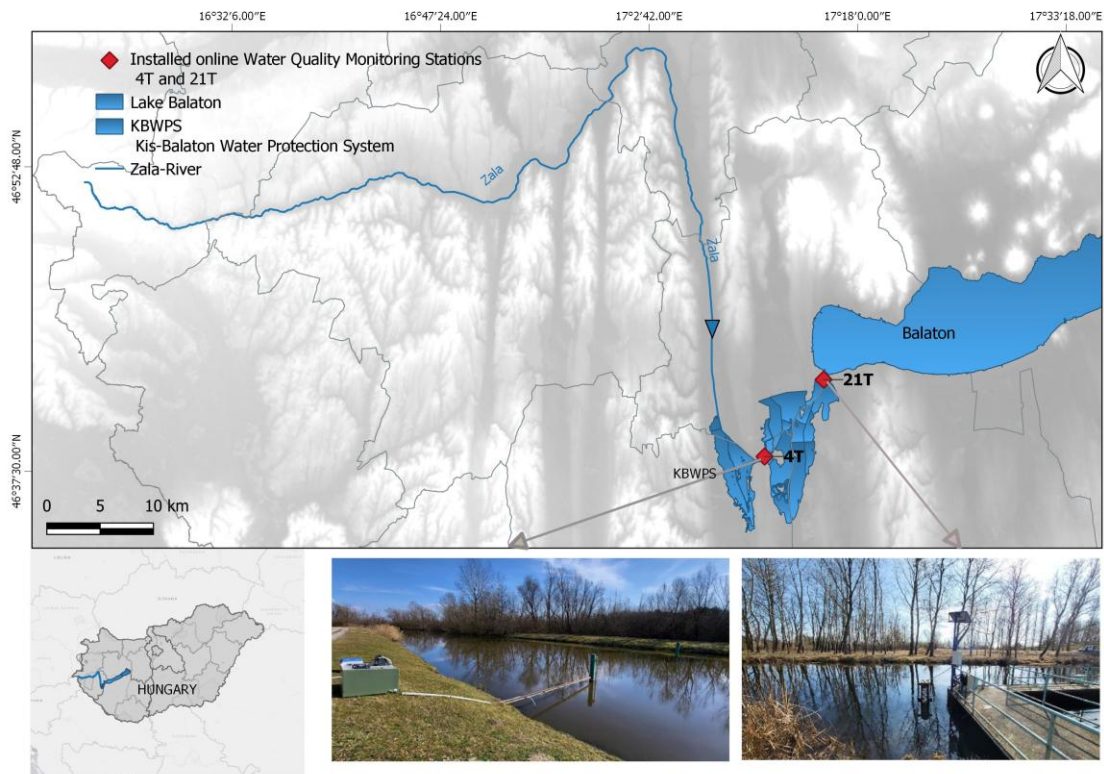 16°32′6.00″E
16°47′24.00″E
17°2′42.00″E
17°18′0.00″E
17°33′18.00″E
Installed online Water Quality Monitoring Stations
4T and 21T
Lake Balaton
KBWPS
Kis-Balaton Water Protection System
Zala-River
46°52′48.00″N
Zala
Zala
Balaton
21T
4T
KBWPS
46°37′30.00″N
0 5 10 km
HUNGARY